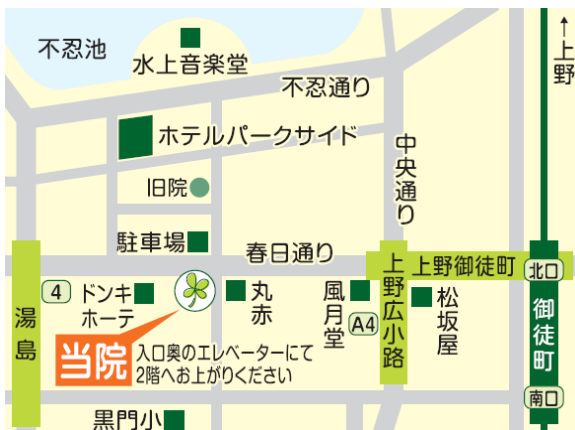 不忍池
水上音楽堂
↑上野
不忍通り
ホテルパークサイド
中央通り
旧院
駐車場
春日通り
上野御徒町
北口
4
ドンキ
ホーテ
丸赤
風月堂
A4
上野広小路
松坂屋
御徒町
湯島
当院
入口奥のエレベーターにて
2階へお上がりください
南口
黒門小